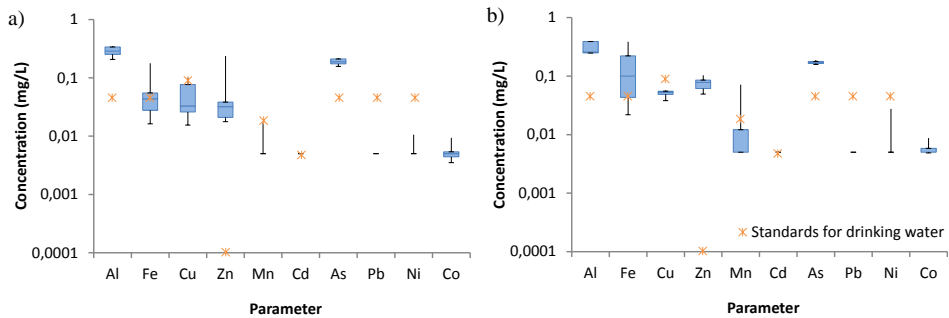 a)
Concentration (mg/L)
1
0,1
0,01
0,001
0,0001
Al Fe Cu Zn Mn Cd As Pb Ni Co
Parameter
b)
Concentration (mg/L)
1
0,1
0,01
0,001
0,0001
Standards for drinking water
Al Fe Cu Zn Mn Cd As Pb Ni Co
Parameter